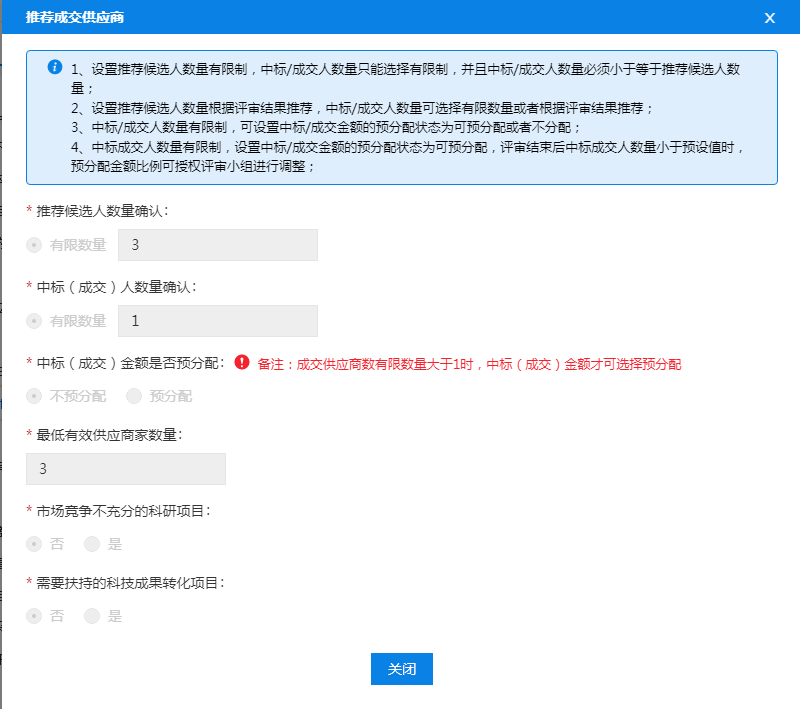 推荐成交供应商
X
1、设置推荐候选人数量有限制，中标/成交人数量只能选择有限制，并且中标/成交人数量必须小于等于推荐候选人数
量；
2、设置推荐候选人数量根据评审结果推荐，中标/成交人数量可选择有限数量或者根据评审结果推荐；
3、中标/成交人数量有限制，可设置中标/成交金额的预分配状态为可预分配或者不分配；
4、中标成交人数量有限制，设置中标/成交金额的预分配状态为可预分配，评审结束后中标成交人数量小于预设值时，
预分配金额比例可授权评审小组进行调整；
* 推荐候选人数量确认：
有限数量 3
* 中标（成交）人数量确认：
有限数量 1
* 中标（成交）金额是否预分配： 备注：成交供应商数有限数量大于1时，中标（成交）金额才可选择预分配
不预分配 预分配
* 最低有效供应商家数量：
3
* 市场竞争不充分的科研项目：
否 是
* 需要扶持的科技成果转化项目：
否 是
关闭